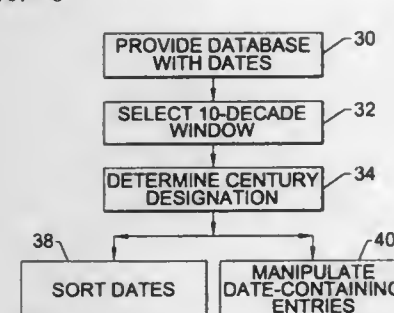 PROVIDE DATABASE
WITH DATES
30
SELECT 10-DECADE
WINDOW
32
DETERMINE CENTURY
DESIGNATION
34
38
SORT DATES
40
MANIPULATE
DATE-CONTAINING
ENTRIES